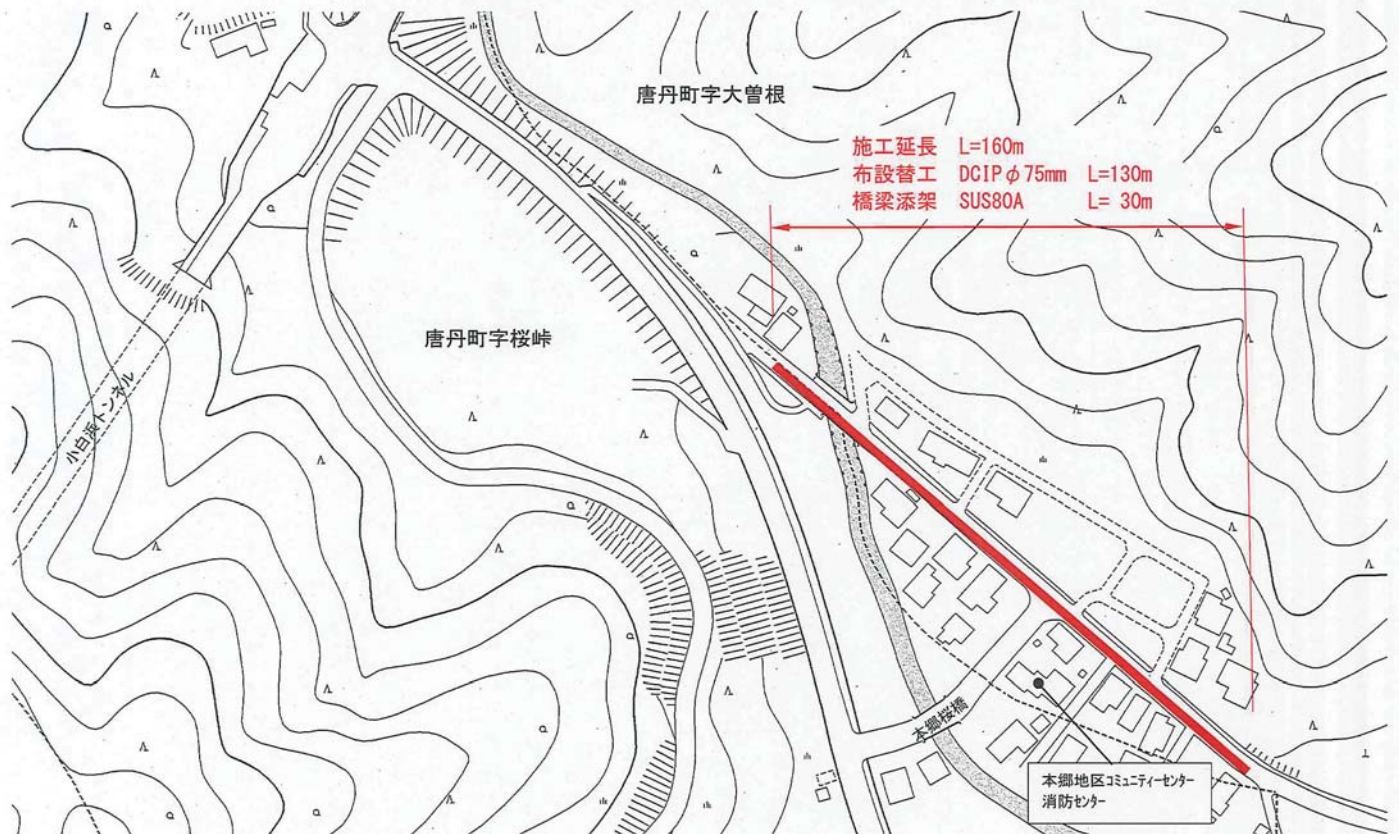 唐丹町字大曽根
施工延長 L=160m
布設替工 DCIPφ75mm L=130m
橋梁添架 SUS80A L= 30m
唐丹町字桜峠
小白浜トンネル
本郷桜橋
本郷地区コミュニティーセンター
消防センター